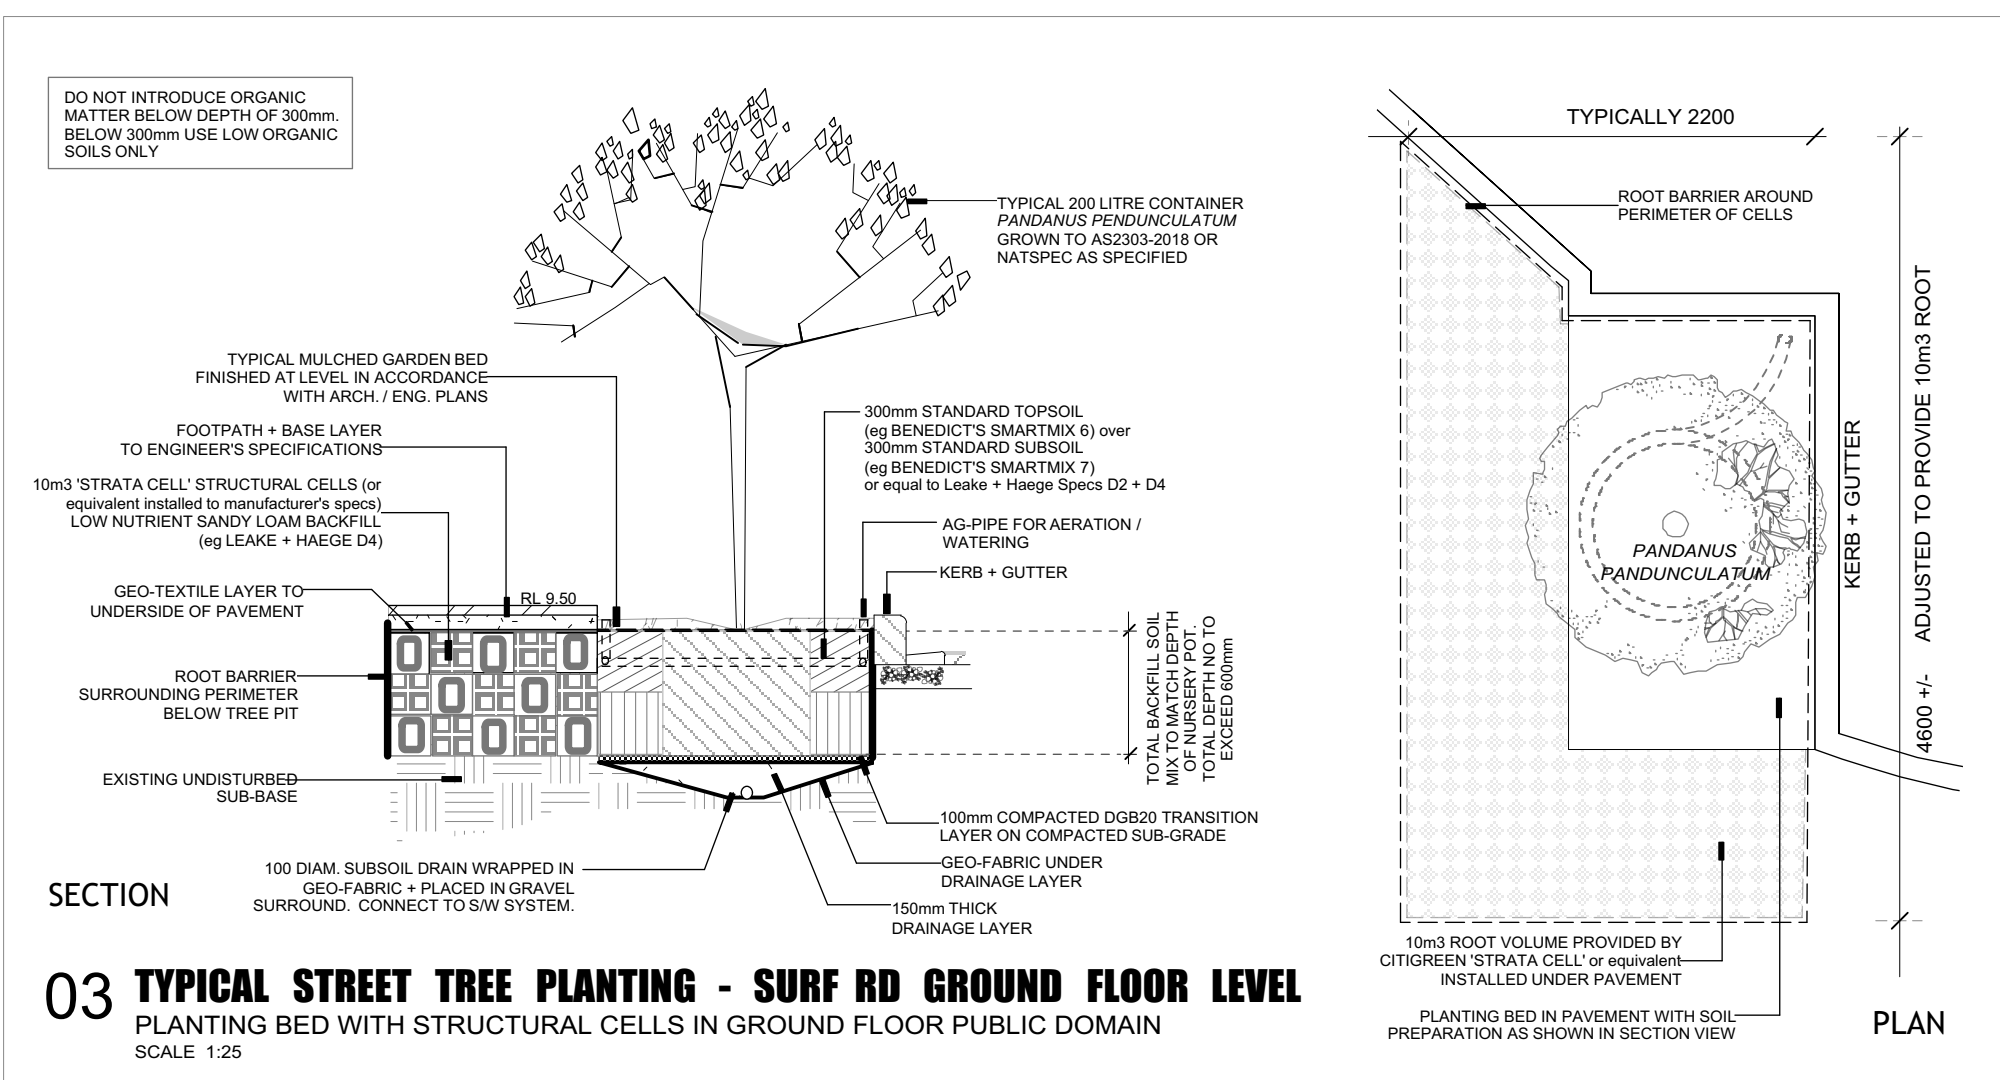 DO NOT INTRODUCE ORGANIC
MATTER BELOW DEPTH OF 300mm.
BELOW 300mm USE LOW ORGANIC
SOILS ONLY
TYPICAL 200 LITRE CONTAINER
PANDANUS PENDUNCULATUM
GROWN TO AS2303-2018 OR
NATSPEC AS SPECIFIED
TYPICAL MULCHED GARDEN BED
FINISHED AT LEVEL IN ACCORDANCE
WITH ARCH. / ENG. PLANS
FOOTPATH + BASE LAYER
TO ENGINEER'S SPECIFICATIONS
10m3 'STRATA CELL' STRUCTURAL CELLS (or
equivalent installed to manufacturer's specs)
LOW NUTRIENT SANDY LOAM BACKFILL
(eg LEAKE + HAEGE D4)
GEO-TEXTILE LAYER TO
UNDERSIDE OF PAVEMENT
ROOT BARRIER
SURROUNDING PERIMETER
BELOW TREE PIT
EXISTING UNDISTURBED
SUB-BASE
RL 9.50
300mm STANDARD TOPSOIL
(eg BENEDICT'S SMARTMIX 6) over
300mm STANDARD SUBSOIL
(eg BENEDICT'S SMARTMIX 7)
or equal to Leake + Haege Specs D2 + D4
AG-PIPE FOR AERATION /
WATERING
KERB + GUTTER
TOTAL BACKFILL SOIL
MIX TO MATCH DEPTH
OF NURSERY POT.
TOTAL DEPTH NO TO
EXCEED 600mm
100mm COMPACTED DGB20 TRANSITION
LAYER ON COMPACTED SUB-GRADE
GEO-FABRIC UNDER
DRAINAGE LAYER
150mm THICK
DRAINAGE LAYER
100 DIAM. SUBSOIL DRAIN WRAPPED IN
GEO-FABRIC + PLACED IN GRAVEL
SURROUND. CONNECT TO S/W SYSTEM.
SECTION
TYPICALLY 2200
ROOT BARRIER AROUND
PERIMETER OF CELLS
PANDANUS
PANDUNCULATUM
KERB + GUTTER
4600 +/- ADJUSTED TO PROVIDE 10m3 ROOT
10m3 ROOT VOLUME PROVIDED BY
CITIGREEN 'STRATA CELL' or equivalent
INSTALLED UNDER PAVEMENT
PLANTING BED IN PAVEMENT WITH SOIL
PREPARATION AS SHOWN IN SECTION VIEW
PLAN
03 TYPICAL STREET TREE PLANTING - SURF RD GROUND FLOOR LEVEL
PLANTING BED WITH STRUCTURAL CELLS IN GROUND FLOOR PUBLIC DOMAIN
SCALE 1:25